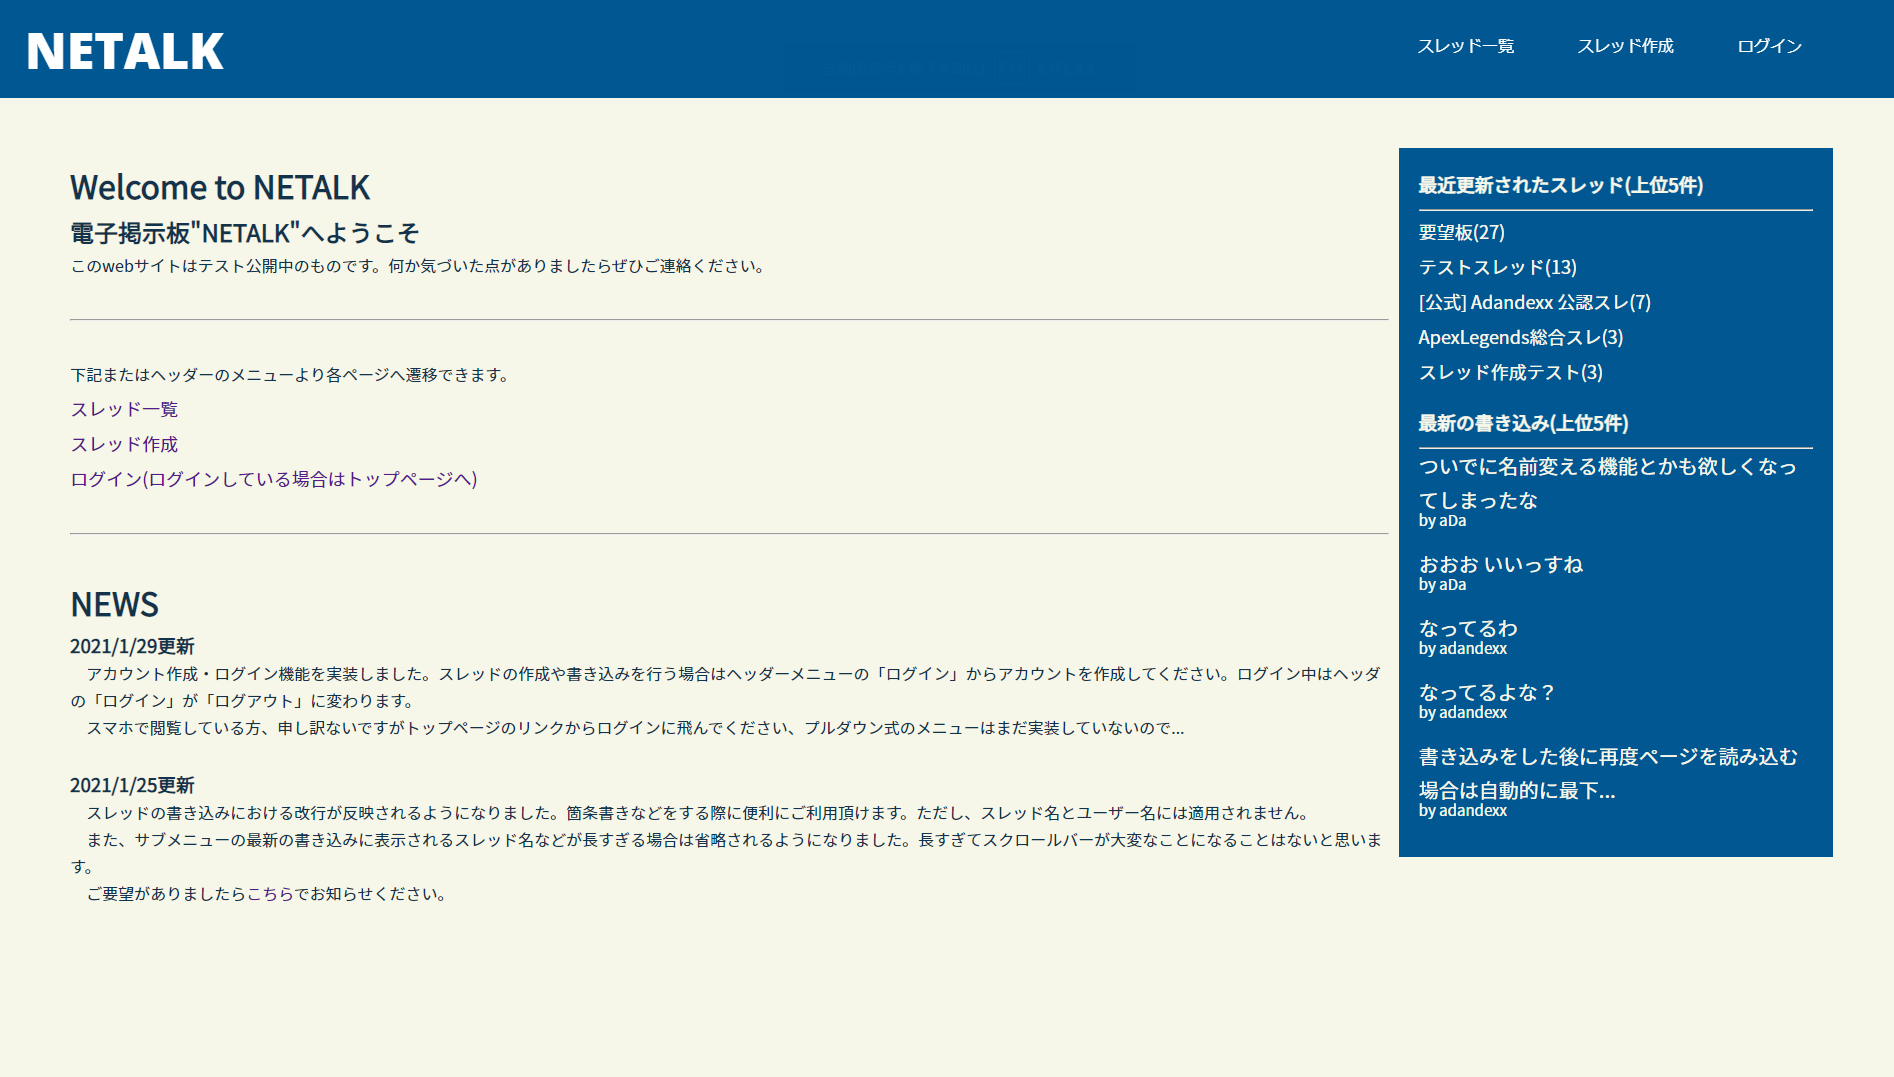 NETALK
スレッド一覧 スレッド作成 ログイン
Welcome to NETALK
電子掲示板"NETALK"へようこそ
このwebサイトはテスト公開中のものです。何か気づいた点がありましたらぜひご連絡ください。
下記またはヘッダーのメニューより各ページへ遷移できます。
スレッド一覧
スレッド作成
ログイン(ログインしている場合はトップページへ)
NEWS
2021/1/29更新
アカウント作成・ログイン機能を実装しました。スレッドの作成や書き込みを行う場合はヘッダーメニューの「ログイン」からアカウントを作成してください。ログイン中はヘッダ
の「ログイン」が「ログアウト」に変わります。
スマホで閲覧している方、申し訳ないですがトップページのリンクからログインに飛んでください、プルダウン式のメニューはまだ実装していないので...
2021/1/25更新
スレッドの書き込みにおける改行が反映されるようになりました。箇条書きなどをする際に便利にご利用頂けます。ただし、スレッド名とユーザー名には適用されません。
また、サブメニューの最新の書き込みに表示されるスレッド名などが長すぎる場合は省略されるようになりました。長すぎてスクロールバーが大変なことになることはないと思いま
す。
ご要望がありましたらこちらでお知らせください。
最近更新されたスレッド(上位5件)
要望板(27)
テストスレッド(13)
[公式] Adandexx 公認スレ(7)
ApexLegends総合スレ(3)
スレッド作成テスト(3)
最新の書き込み(上位5件)
ついでに名前変える機能とかも欲しくなっ
てしまったな
by aDa
おおお いいっすね
by aDa
なってるわ
by adandexx
なってるよな？
by adandexx
書き込みをした後に再度ページを読み込む
場合は自動的に最下...
by adandexx